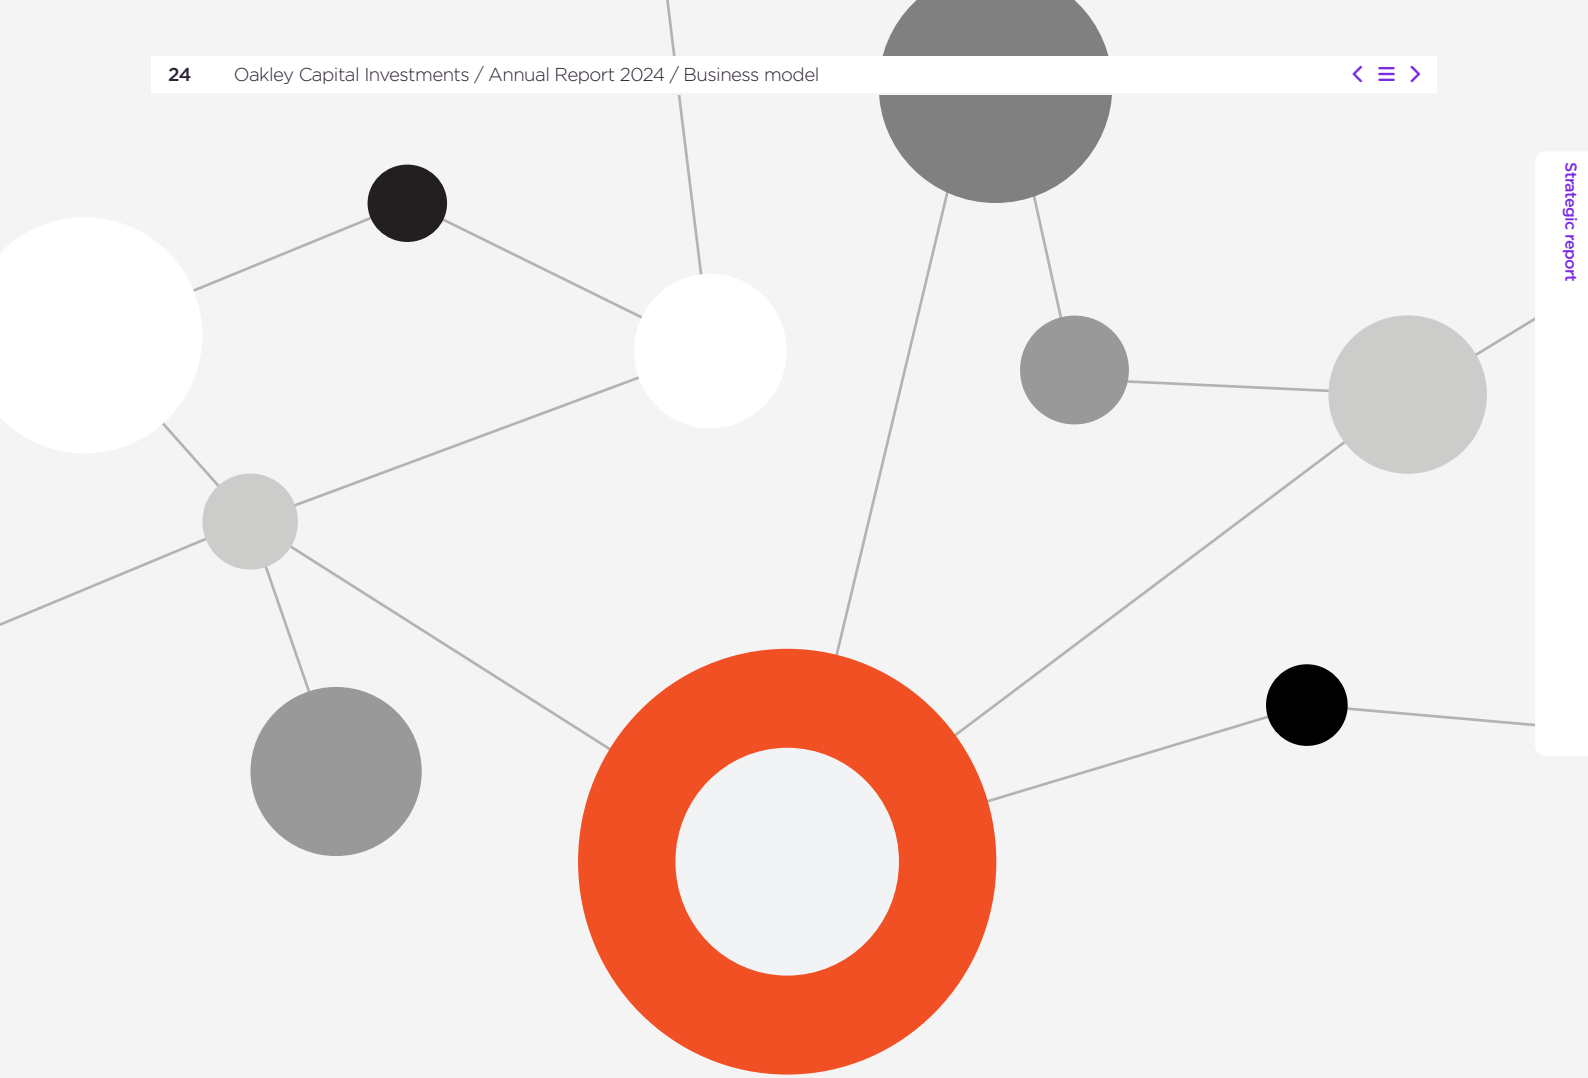 24 Oakley Capital Investments / Annual Report 2024 / Business model
Strategic report